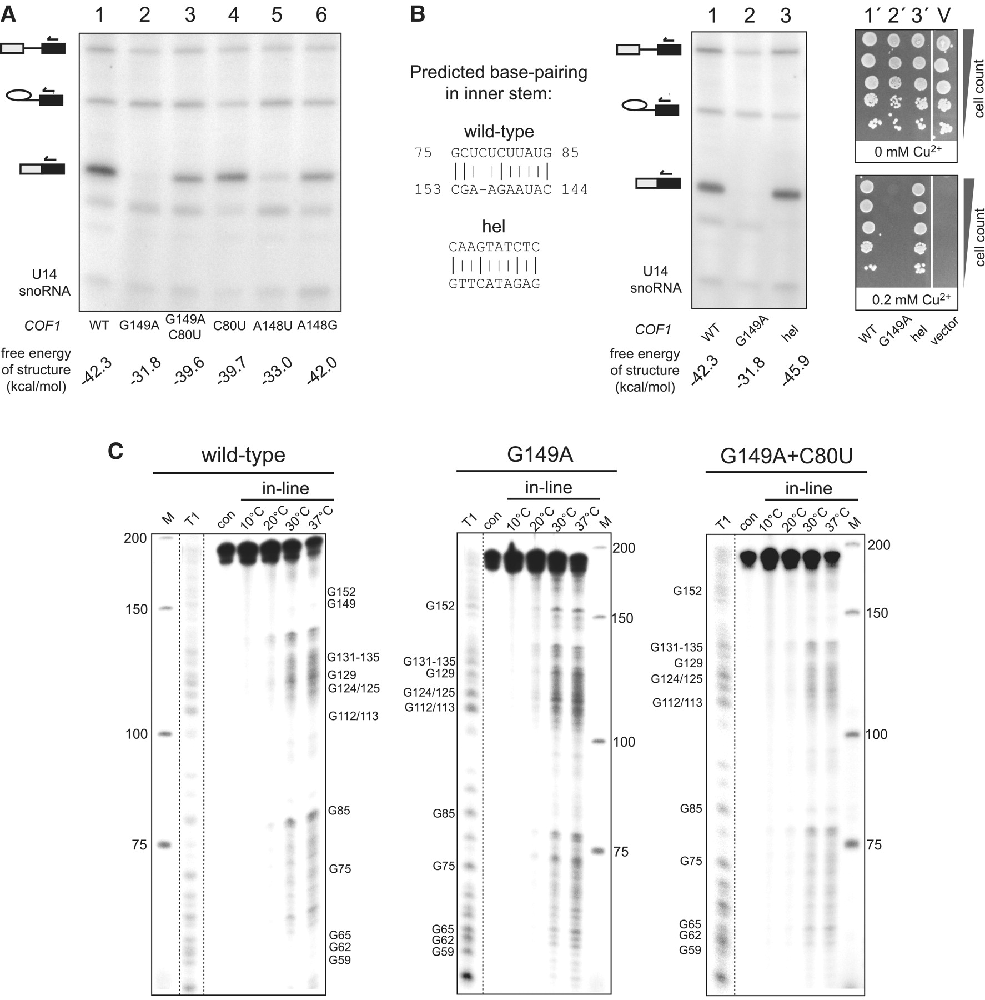 A
1 2 3 4 5 6
U14
snoRNA
COF1 WT G149A G149A C80U C80U A148U A148G
free energy
of structure
(kcal/mol)
-42.3 -31.8 -39.6 -39.7 -33.0 -42.0
B
Predicted base-pairing
in inner stem:
wild-type
75 GCUCUCUUAUG 85
153 CGA-AGAAUAC 144
hel
CAAGTATCTC
GTTCATAGAG
1 2 3
U14
snoRNA
COF1 WT G149A hel
free energy
of structure
(kcal/mol)
-42.3 -31.8 -45.9
1´ 2´ 3´ V
cell count
0 mM Cu2+
cell count
0.2 mM Cu2+
WT G149A hel vector
C
wild-type
in-line
M T1 con 10°C 20°C 30°C 37°C
200
150
100
75
G152
G149
G131-135
G129
G124/125
G112/113
G85
G75
G65
G62
G59
G149A
in-line
T1 con 10°C 20°C 30°C 37°C M
G152
G131-135
G129
G124/125
G112/113
G85
G75
G65
G62
G59
200
150
100
75
G149A+C80U
in-line
T1 con 10°C 20°C 30°C 37°C M
G152
G131-135
G129
G124/125
G112/113
G85
G75
G65
G62
G59
200
150
100
75